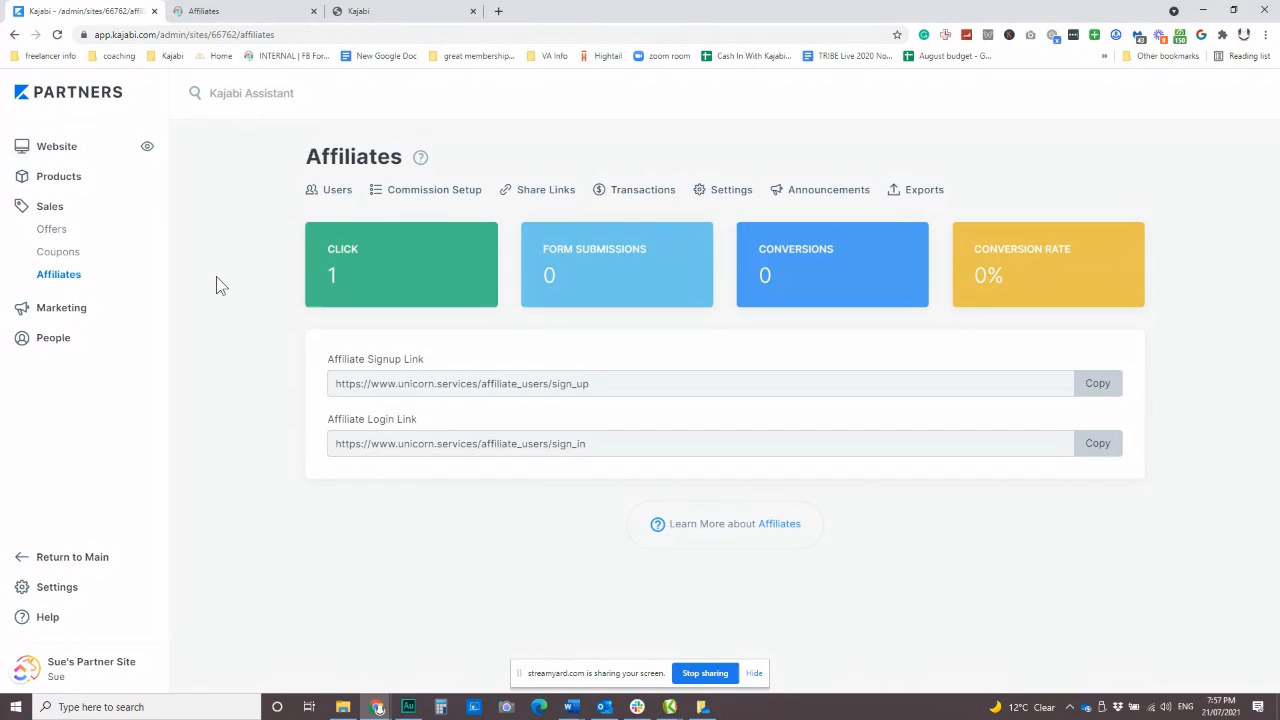 Kajabi - /admin/sites/66762/affi
Affiliates
Kajabi
app.kajabi.com/admin/sites/66762/affiliates
freelancer info
coaching
Kajabi
Home
INTERNAL | FB For...
New Google Doc
great membership...
VA Info
Hightail
zoom room
Cash In With Kajabi...
TRIBE Live 2020 No...
August budget - G...
»
Other bookmarks
Reading list
PARTNERS
Kajabi Assistant
Website
Products
Sales
Offers
Coupons
Affiliates
Marketing
People
Return to Main
Settings
Help
Sue's Partner Site
Sue
Affiliates
Users
Commission Setup
Share Links
Transactions
Settings
Announcements
Exports
CLICK
1
FORM SUBMISSIONS
0
CONVERSIONS
0
CONVERSION RATE
0%
Affiliate Signup Link
https://www.unicorn.services/affiliate_users/sign_up
Copy
Affiliate Login Link
https://www.unicorn.services/affiliate_users/sign_in
Copy
Learn More about Affiliates
streamyard.com is sharing your screen.
Stop sharing
Hide
Type here to search
12°C Clear
ENG
7:57 PM
21/07/2021